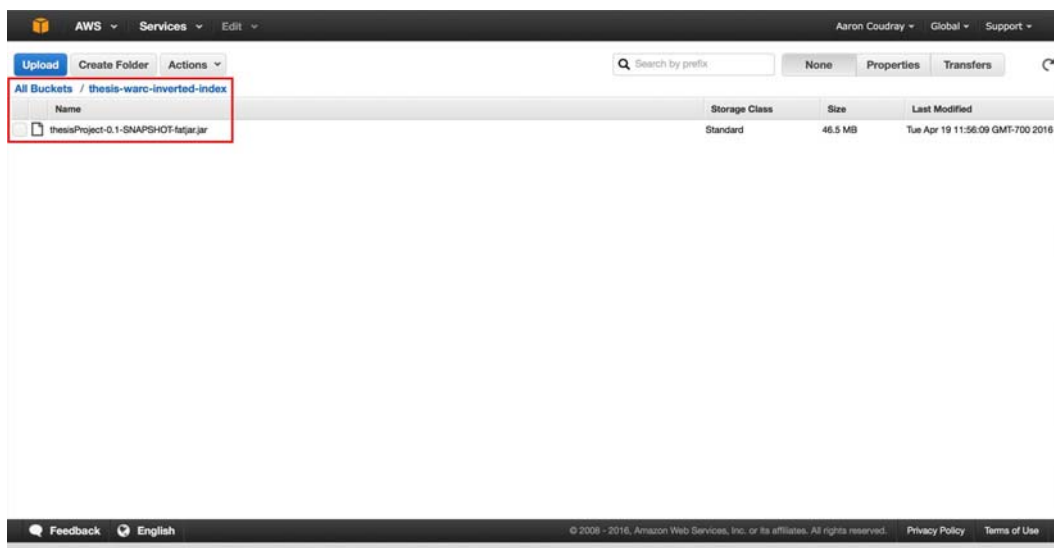 AWS Services Edit Aaron Coudray Global Support
Upload Create Folder Actions Search by prefix None Properties Transfers
All Buckets / thesis-warc-inverted-index
Name Storage Class Size Last Modified
thesisProject-0.1-SNAPSHOT-fatjar.jar Standard 46.5 MB Tue Apr 19 11:56:09 GMT-700 2016
Feedback English © 2008 - 2016, Amazon Web Services, Inc. or its affiliates. All rights reserved. Privacy Policy Terms of Use